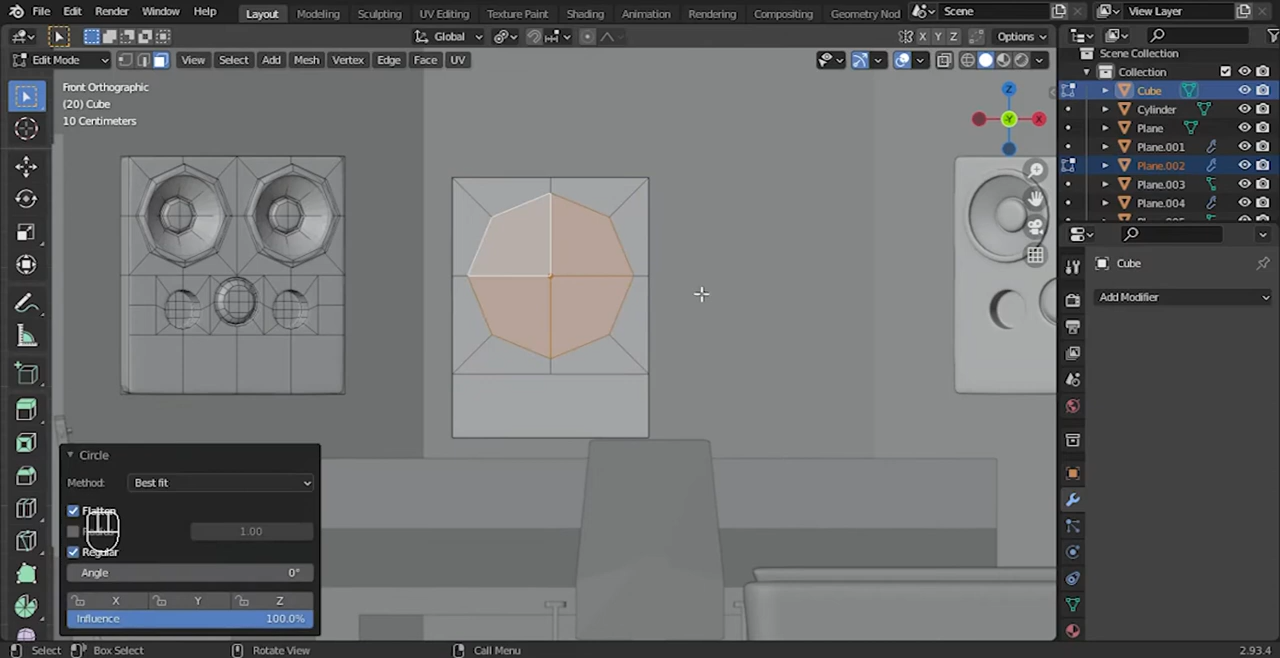 File Edit Render Window Help Layout Modeling Sculpting UV Editing Texture Paint Shading Animation Rendering Compositing Geometry Nod Scene View Layer
Global X Y Z Options
Edit Mode View Select Add Mesh Vertex Edge Face UV
Front Orthographic
(20) Cube
10 Centimeters
Z
X
-Y
Scene Collection
Collection
Cube
Cylinder
Plane
Plane.001
Plane.002
Plane.003
Plane.004
Cube
Add Modifier
Circle
Method: Best fit
Flatten
1.00
Regular
Angle 0°
X Y Z
Influence 100.0%
Select Box Select Rotate View Call Menu 2.93.4